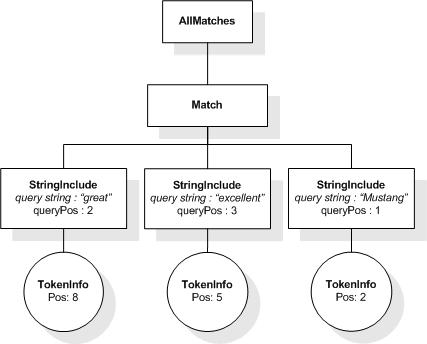 AllMatches
Match
StringInclude
query string : “great”
queryPos : 2
StringInclude
query string : “excellent”
queryPos : 3
StringInclude
query string : “Mustang”
queryPos : 1
TokenInfo
Pos: 8
TokenInfo
Pos: 5
TokenInfo
Pos: 2